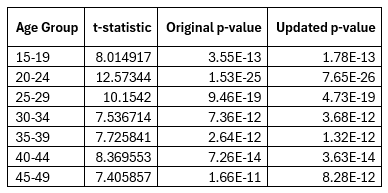 Age Group t-statistic Original p-value Updated p-value
15-19 8.014917 3.55E-13 1.78E-13
20-24 12.57344 1.53E-25 7.65E-26
25-29 10.1542 9.46E-19 4.73E-19
30-34 7.536714 7.36E-12 3.68E-12
35-39 7.725841 2.64E-12 1.32E-12
40-44 8.369553 7.26E-14 3.63E-14
45-49 7.405857 1.66E-11 8.28E-12